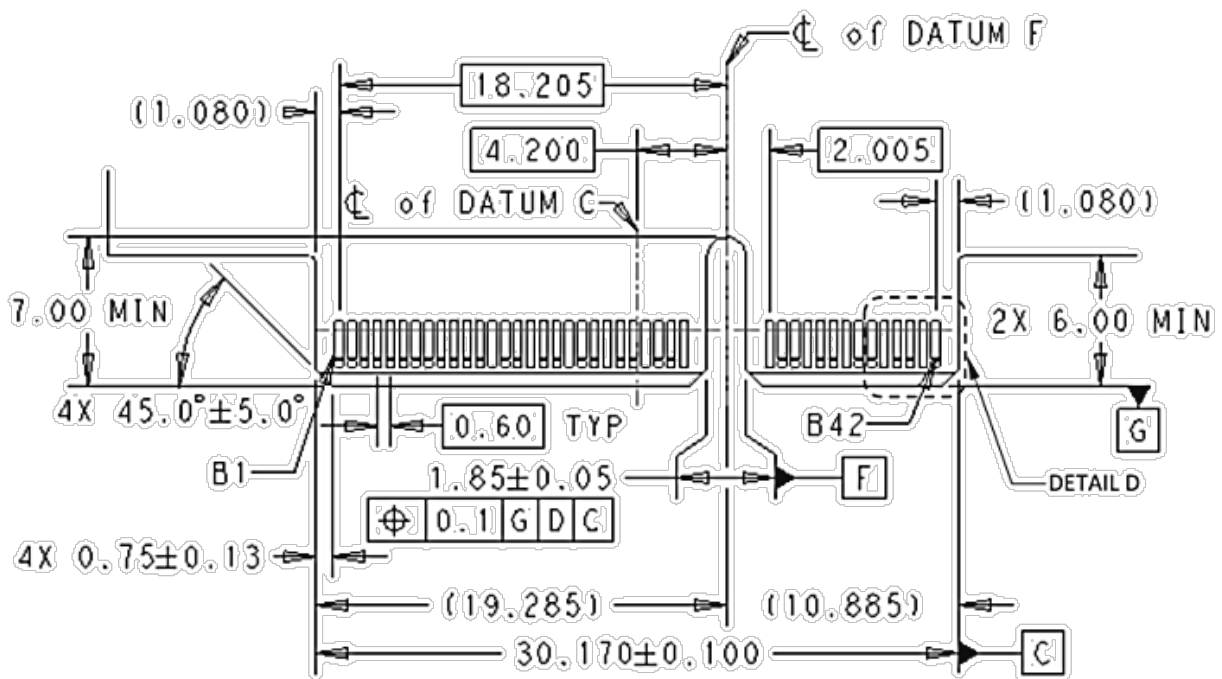 ℄ of DATUM F
18.205
(1.080)
4.200
2.005
℄ of DATUM C
(1.080)
7.00 MIN
2X 6.00 MIN
4X 45.0°±5.0°
0.60 TYP
B42
G
B1
1.85±0.05
F
DETAIL D
⌖ 0.1 G D C
4X 0.75±0.13
(19.285)
(10.885)
30.170±0.100
C